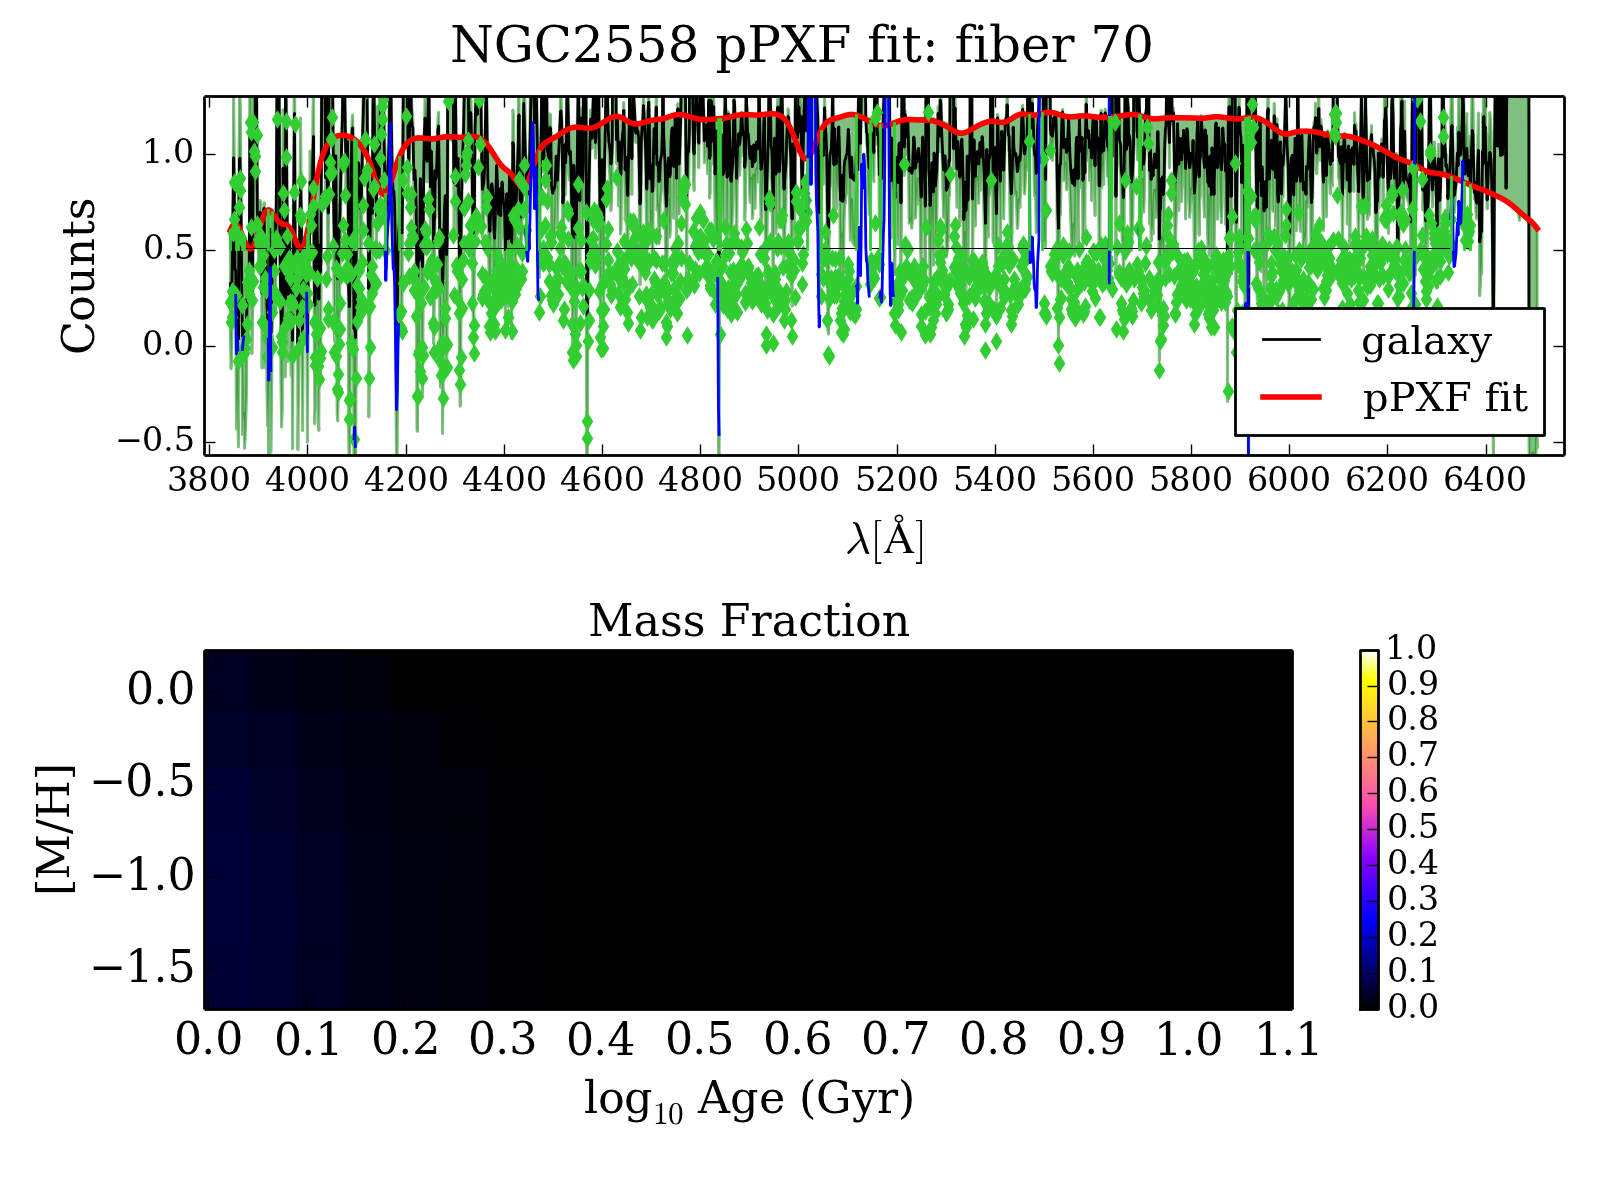 NGC2558 pPXF fit: fiber 70
Counts
1.0
0.5
0.0
−0.5
galaxy
pPXF fit
3800 4000 4200 4400 4600 4800 5000 5200 5400 5600 5800 6000 6200 6400
λ[Å]
Mass Fraction
[M/H]
0.0
−0.5
−1.0
−1.5
0.0 0.1 0.2 0.3 0.4 0.5 0.6 0.7 0.8 0.9 1.0 1.1
log₁₀ Age (Gyr)
1.0
0.9
0.8
0.7
0.6
0.5
0.4
0.3
0.2
0.1
0.0